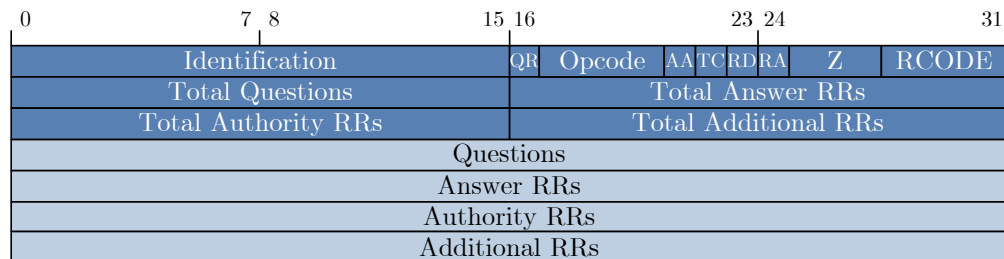 0 7 8 15 16 23 24 31
Identification QR Opcode AA TC RD RA Z RCODE
Total Questions Total Answer RRs
Total Authority RRs Total Additional RRs
Questions
Answer RRs
Authority RRs
Additional RRs